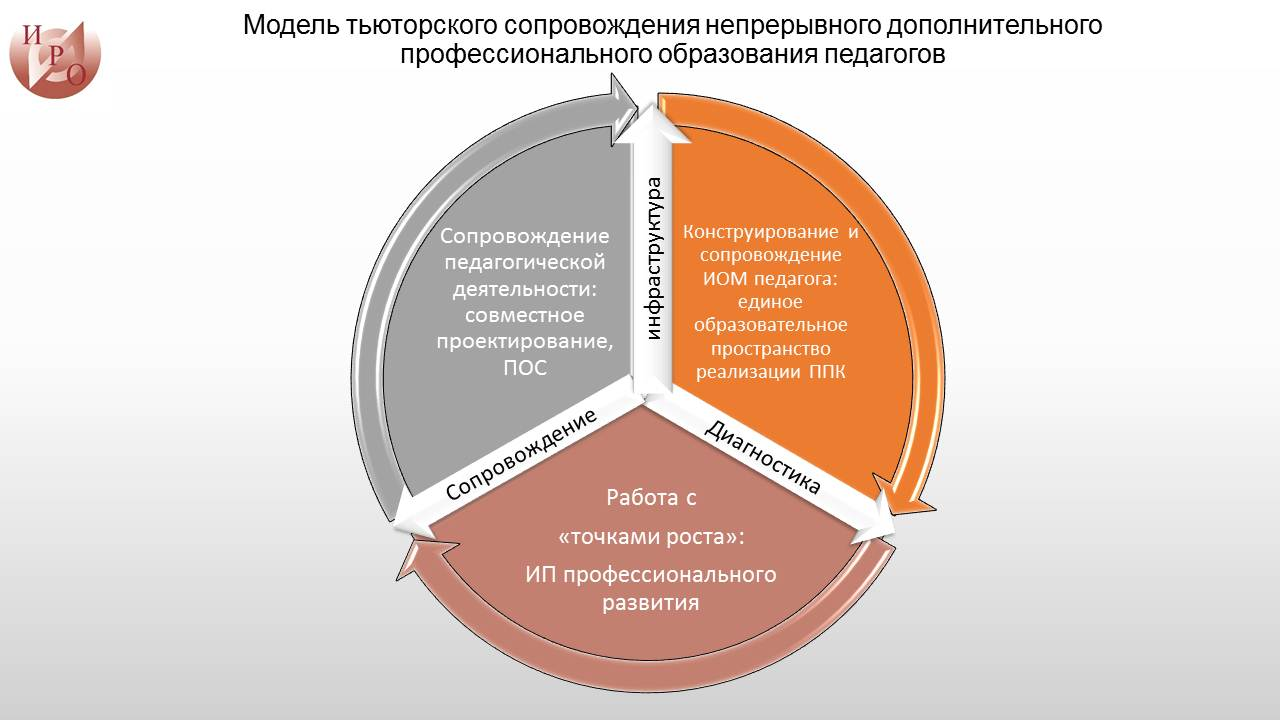 И
Р
О
Модель тьюторского сопровождения непрерывного дополнительного
профессионального образования педагогов
Сопровождение
педагогической
деятельности:
совместное
проектирование,
ПОС
инфраструктура
Конструирование и
сопровождение
ИОМ педагога:
единое
образовательное
пространство
реализации ППК
Сопровождение
Диагностика
Работа с
«точками роста»:
ИП профессионального
развития